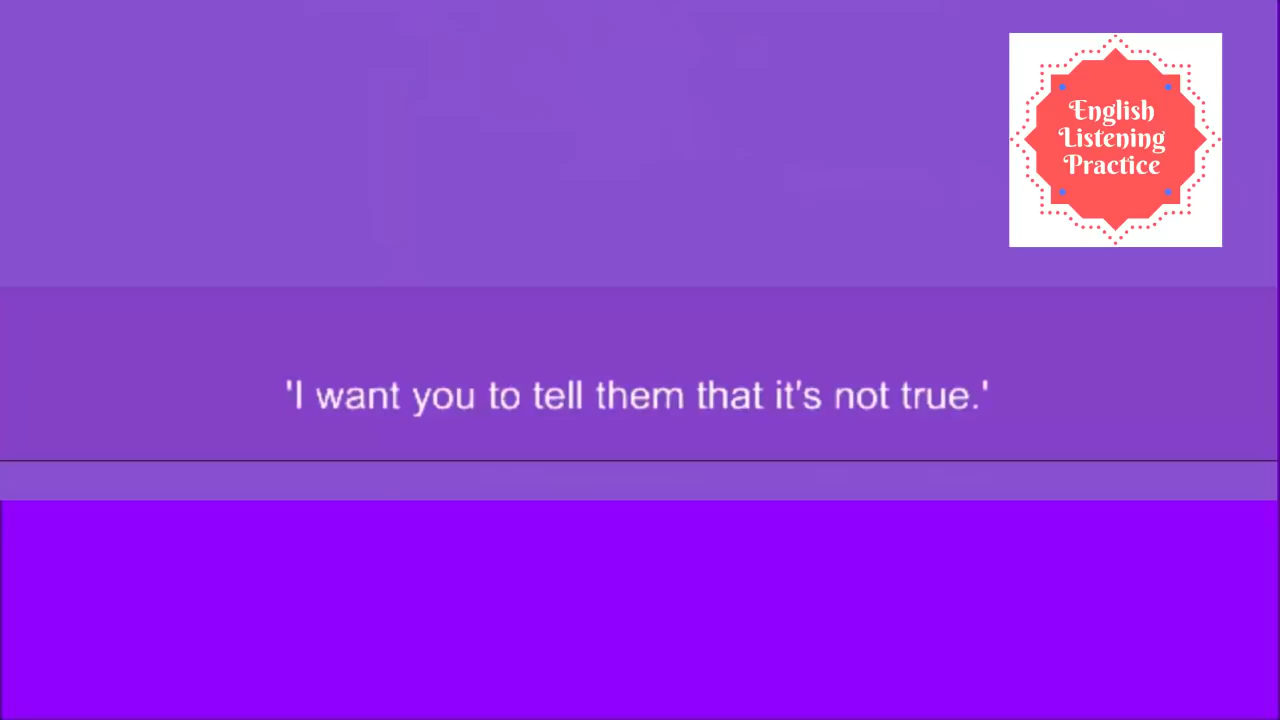 English
Listening
Practice
'I want you to tell them that it's not true.'